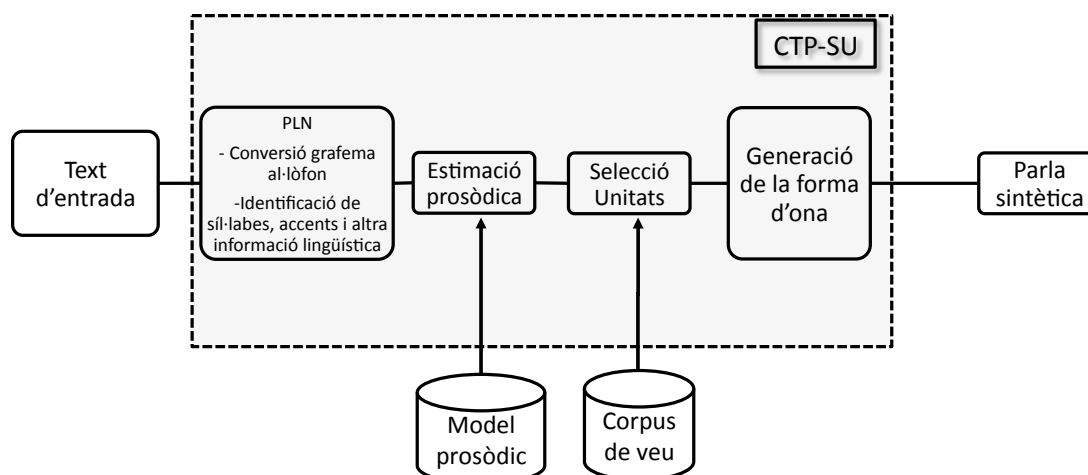 CTP-SU
Text
d’entrada
PLN
- Conversió grafema
al·lòfon
-Identificació de
síl·labes, accents i altra
informació lingüística
Estimació
prosòdica
Selecció
Unitats
Generació
de la forma
d’ona
Parla
sintètica
Model
prosòdic
Corpus
de veu